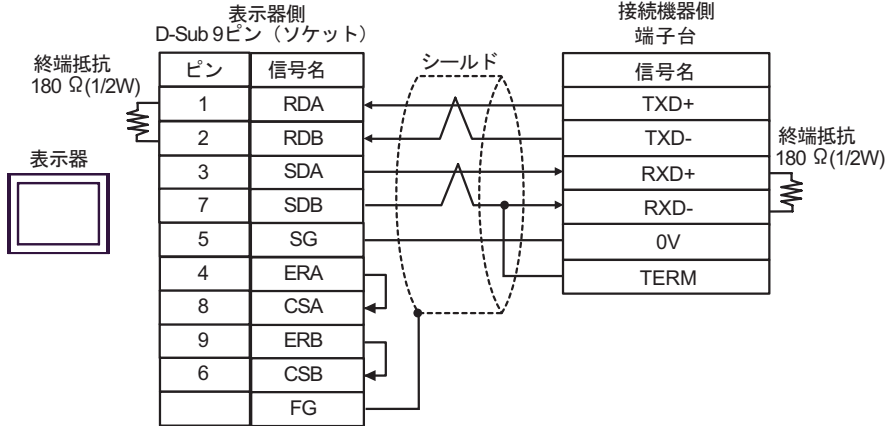 表示器側
D-Sub 9ピン（ソケット）
接続機器側
端子台
終端抵抗
180 Ω(1/2W)
シールド
ピン 信号名
信号名
1 RDA
TXD+
2 RDB
TXD-
終端抵抗
180 Ω(1/2W)
表示器
3 SDA
RXD+
7 SDB
RXD-
5 SG
0V
4 ERA
TERM
8 CSA
9 ERB
6 CSB
FG